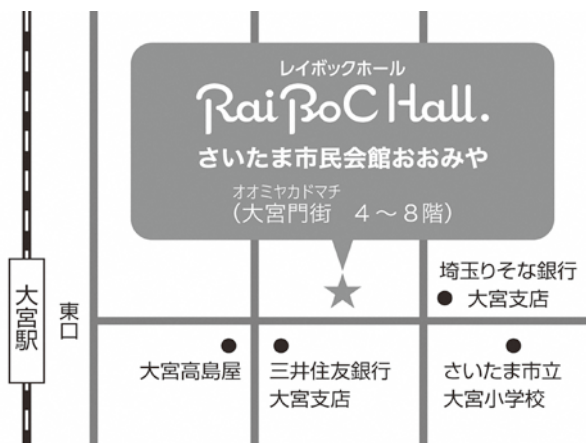 レイボックホール
RaiBoC Hall.
さいたま市民会館おおみや
オオミヤカドマチ
(大宮門街　4～8階)
埼玉りそな銀行
大宮支店
大宮駅
東口
大宮高島屋
三井住友銀行
大宮支店
さいたま市立
大宮小学校